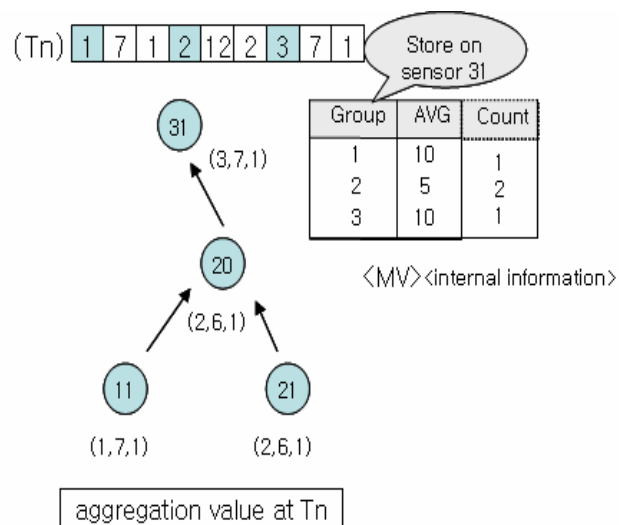 (Tn) 1 7 1 2 12 2 3 7 1
Store on
sensor 31
Group AVG Count
1 10 1
2 5 2
3 10 1
<MV> <internal information>
31
(3,7,1)
20
(2,6,1)
11
21
(1,7,1)
(2,6,1)
aggregation value at Tn